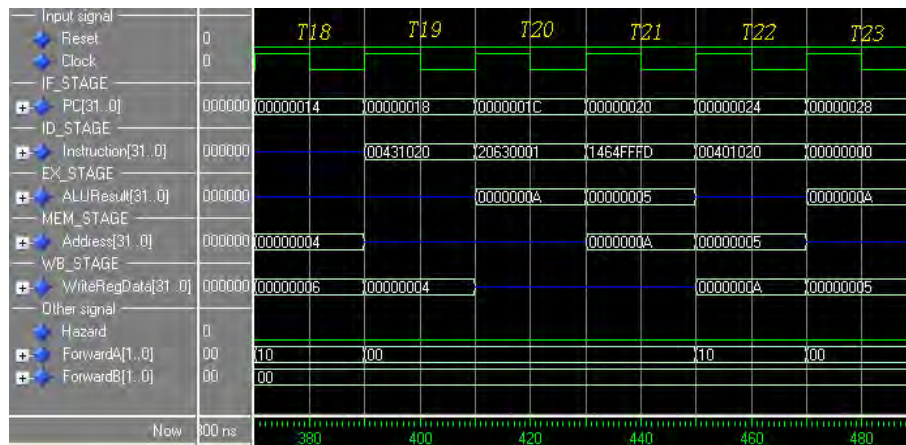 Input signal
T18 T19 T20 T21 T22 T23
Reset 0
Clock 0
IF_STAGE
PC[31..0] 000000 00000014 00000018 0000001C 00000020 00000024 00000028
ID_STAGE
Instruction[31..0] 000000 00431020 20630001 1464FFFD 00401020 00000000
EX_STAGE
ALUResult[31..0] 000000 0000000A 00000005 0000000A
MEM_STAGE
Address[31..0] 000000 00000004 0000000A 00000005
WB_STAGE
WriteRegData[31..0] 000000 00000006 00000004 0000000A 00000005
Other signal
Hazard 0
ForwardA[1..0] 00 10 00 10 00
ForwardB[1..0] 00 00
Now 300 ns 380 400 420 440 460 480